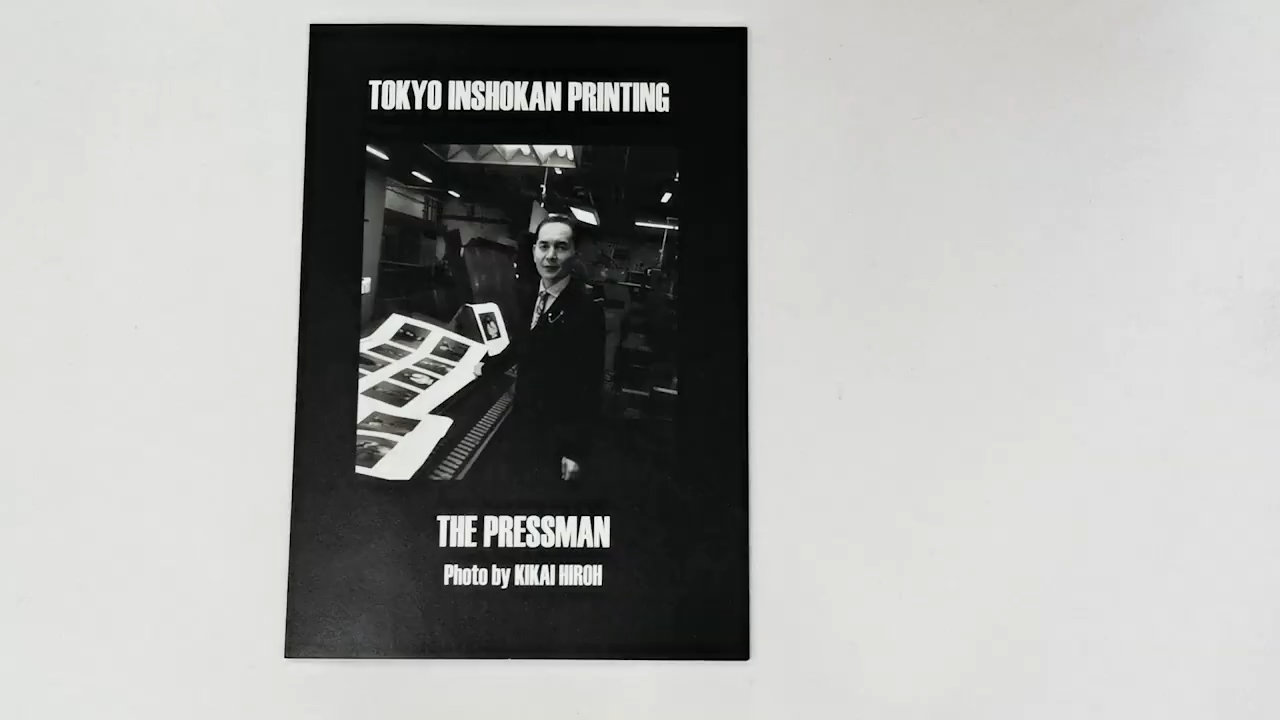 TOKYO INSHOKAN PRINTING
THE PRESSMAN
Photo by KIKAI HIROH